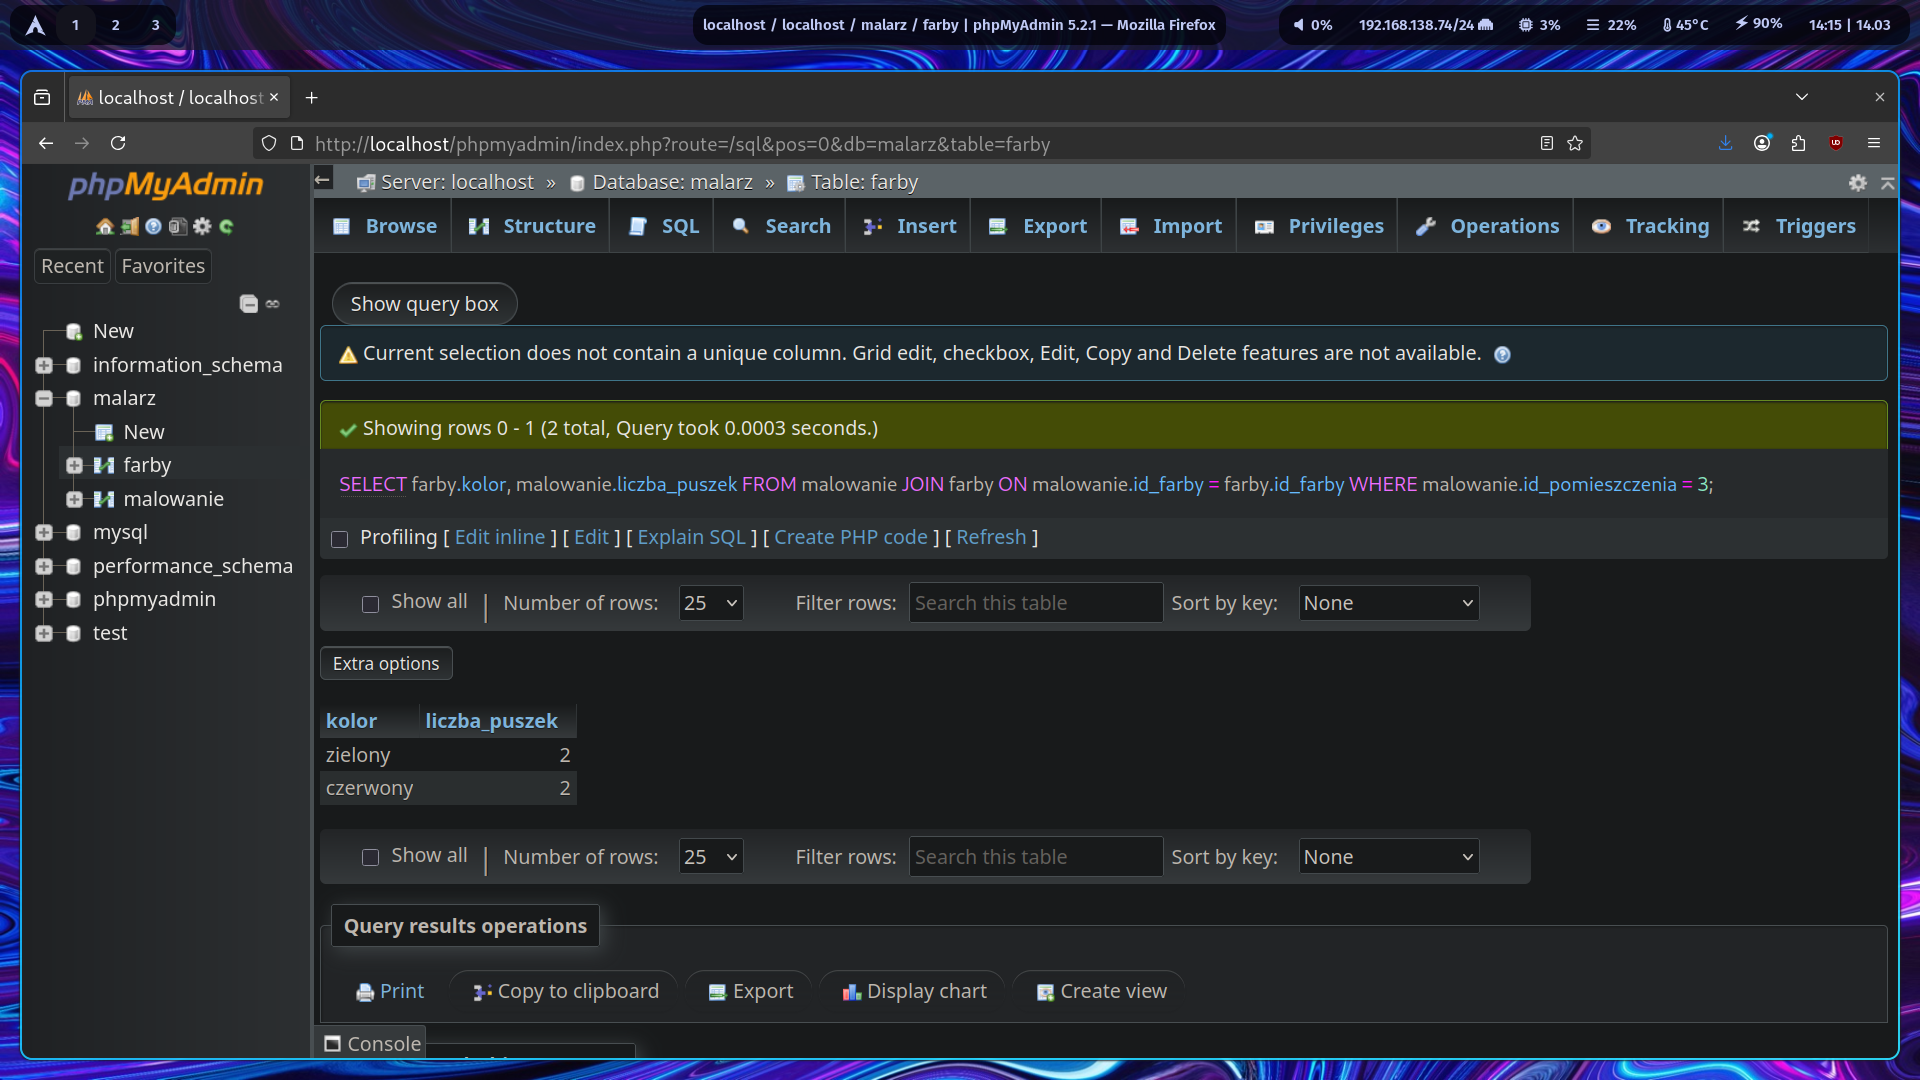 1 2 3 localhost / localhost / malarz / farby | phpMyAdmin 5.2.1 — Mozilla Firefox 0% 192.168.138.74/24 3% 22% 45°C 90% 14:15 | 14.03
localhost / localhost
http://localhost/phpmyadmin/index.php?route=/sql&pos=0&db=malarz&table=farby
phpMyAdmin
Recent Favorites
New
information_schema
malarz
New
farby
malowanie
mysql
performance_schema
phpmyadmin
test
Server: localhost » Database: malarz » Table: farby
Browse Structure SQL Search Insert Export Import Privileges Operations Tracking Triggers
Show query box
Current selection does not contain a unique column. Grid edit, checkbox, Edit, Copy and Delete features are not available.
Showing rows 0 - 1 (2 total, Query took 0.0003 seconds.)
SELECT farby.kolor, malowanie.liczba_puszek FROM malowanie JOIN farby ON malowanie.id_farby = farby.id_farby WHERE malowanie.id_pomieszczenia = 3;
Profiling [ Edit inline ] [ Edit ] [ Explain SQL ] [ Create PHP code ] [ Refresh ]
Show all | Number of rows: 25 Filter rows: Search this table Sort by key: None
Extra options
kolor liczba_puszek
zielony 2
czerwony 2
Show all | Number of rows: 25 Filter rows: Search this table Sort by key: None
Query results operations
Print Copy to clipboard Export Display chart Create view
Console